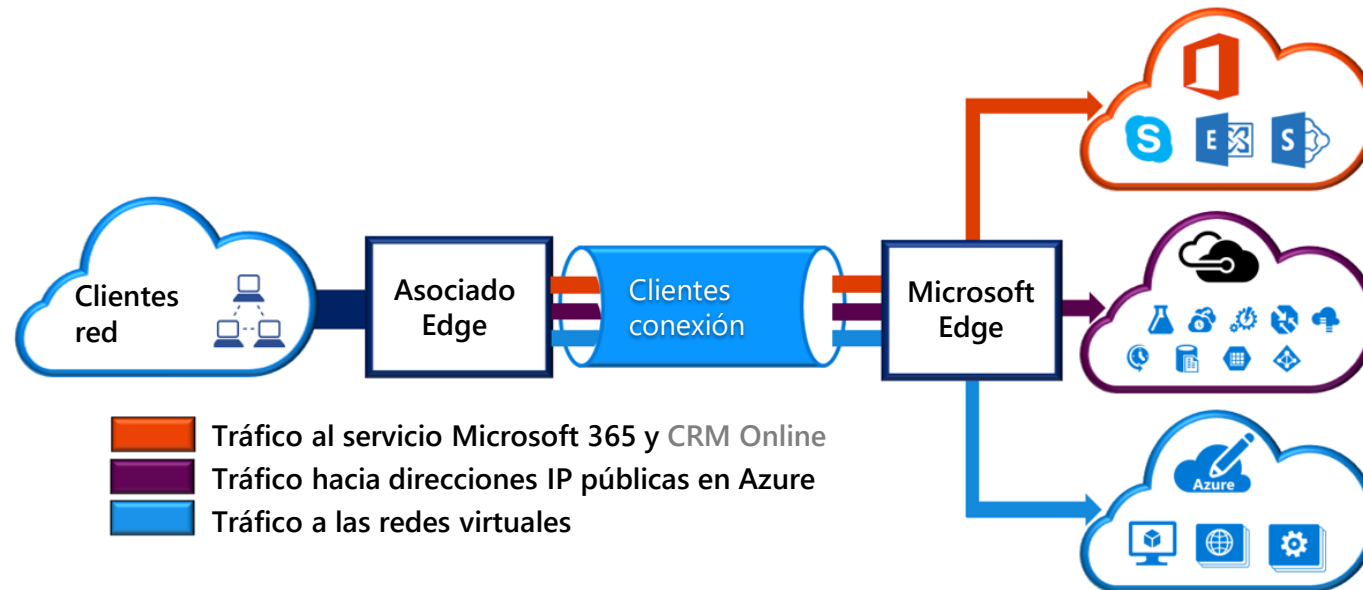 Clientes
red
Asociado
Edge
Clientes
conexión
Microsoft
Edge
S
E
S
Azure
Tráfico al servicio Microsoft 365 y CRM Online
Tráfico hacia direcciones IP públicas en Azure
Tráfico a las redes virtuales